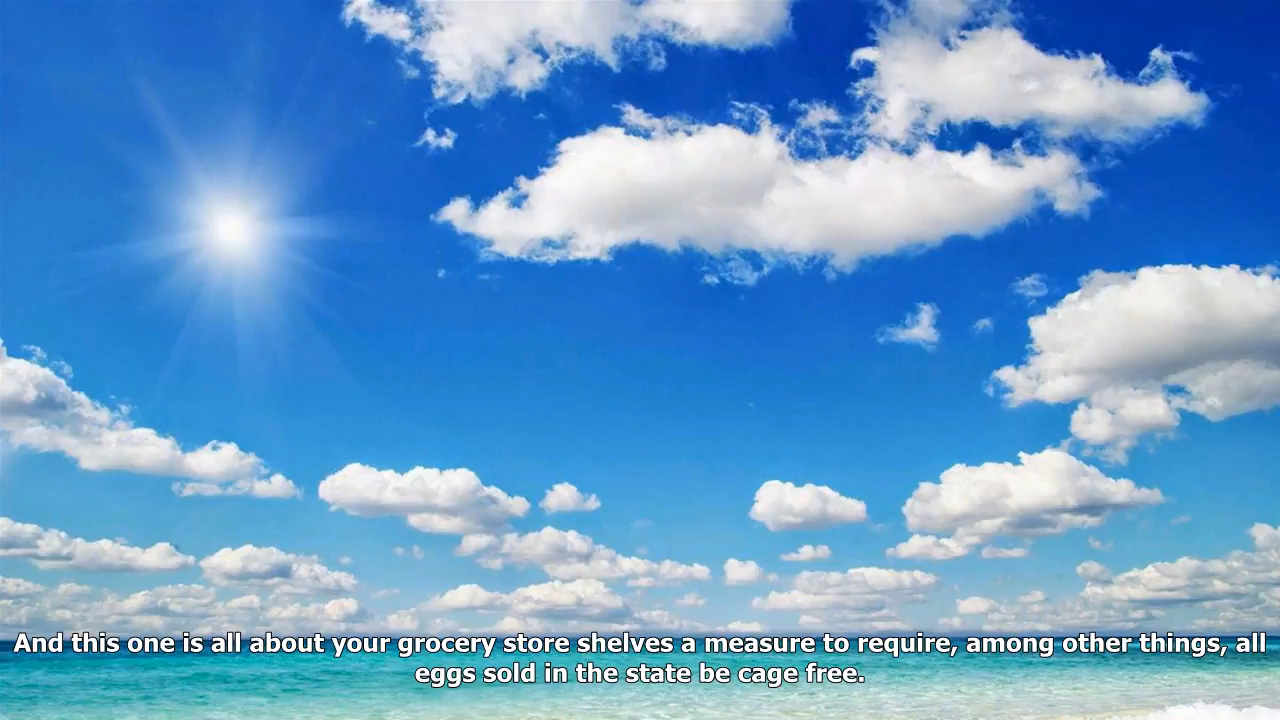 And this one is all about your grocery store shelves a measure to require, among other things, all
eggs sold in the state be cage free.